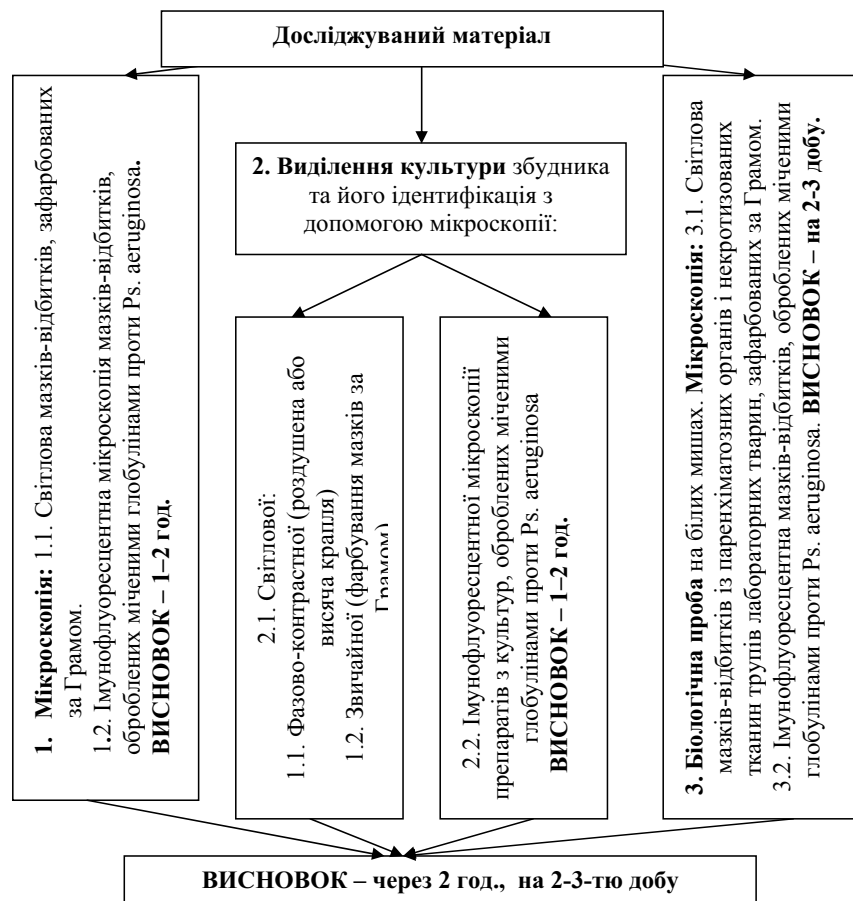 Досліджуваний матеріал
1. Мікроскопія: 1.1. Світлова мазків-відбитків, зафарбованих
за Грамом.
1.2. Імунофлуоресцентна мікроскопія мазків-відбитків,
оброблених міченими глобулінами проти Ps. aeruginosa.
ВИСНОВОК – 1–2 год.
2. Виділення культури збудника
та його ідентифікація з
допомогою мікроскопії:
2.1. Світлової:
1.1. Фазово-контрастної (роздушена або
висяча крапля)
1.2. Звичайної (фарбування мазків за
Грамом)
2.2. Імунофлуоресцентної мікроскопії
препаратів з культур, оброблених міченими
глобулінами проти Ps. aeruginosa
ВИСНОВОК – 1–2 год.
3. Біологічна проба на білих мишах. Мікроскопія: 3.1. Світлова
мазків-відбитків із паренхіматозних органів і некротизованих
тканин трупів лабораторних тварин, зафарбованих за Грамом.
3.2. Імунофлуоресцентна мазків-відбитків, оброблених міченими
глобулінами проти Ps. aeruginosa. ВИСНОВОК – на 2-3 добу.
ВИСНОВОК – через 2 год., на 2-3-тю добу